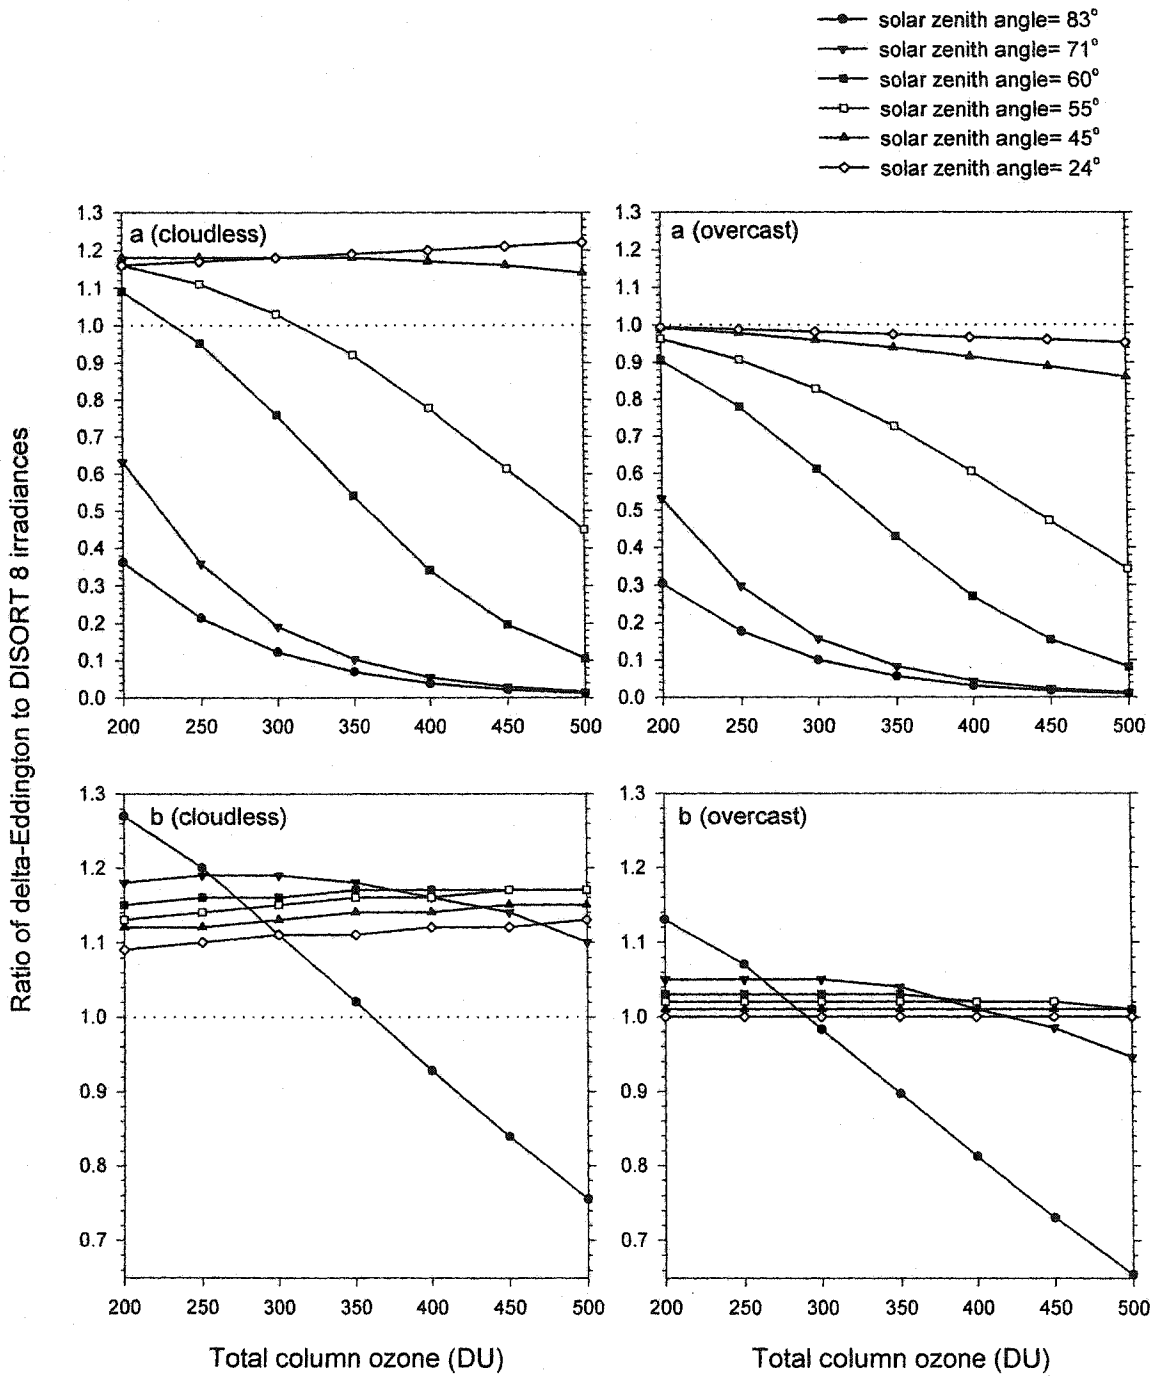 solar zenith angle= 83°
solar zenith angle= 71°
solar zenith angle= 60°
solar zenith angle= 55°
solar zenith angle= 45°
solar zenith angle= 24°
Ratio of delta-Eddington to DISORT 8 irradiances
a (cloudless)
1.3
1.2
1.1
1.0
0.9
0.8
0.7
0.6
0.5
0.4
0.3
0.2
0.1
0.0
200 250 300 350 400 450 500
a (overcast)
1.3
1.2
1.1
1.0
0.9
0.8
0.7
0.6
0.5
0.4
0.3
0.2
0.1
0.0
200 250 300 350 400 450 500
b (cloudless)
1.3
1.2
1.1
1.0
0.9
0.8
0.7
200 250 300 350 400 450 500
Total column ozone (DU)
b (overcast)
1.3
1.2
1.1
1.0
0.9
0.8
0.7
200 250 300 350 400 450 500
Total column ozone (DU)